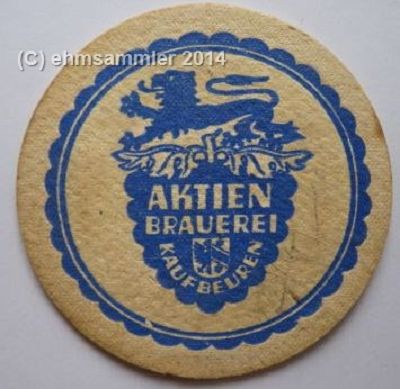 (C) ehmsammler 2014
AKTIEN
BRAUEREI
KAUFBEUREN